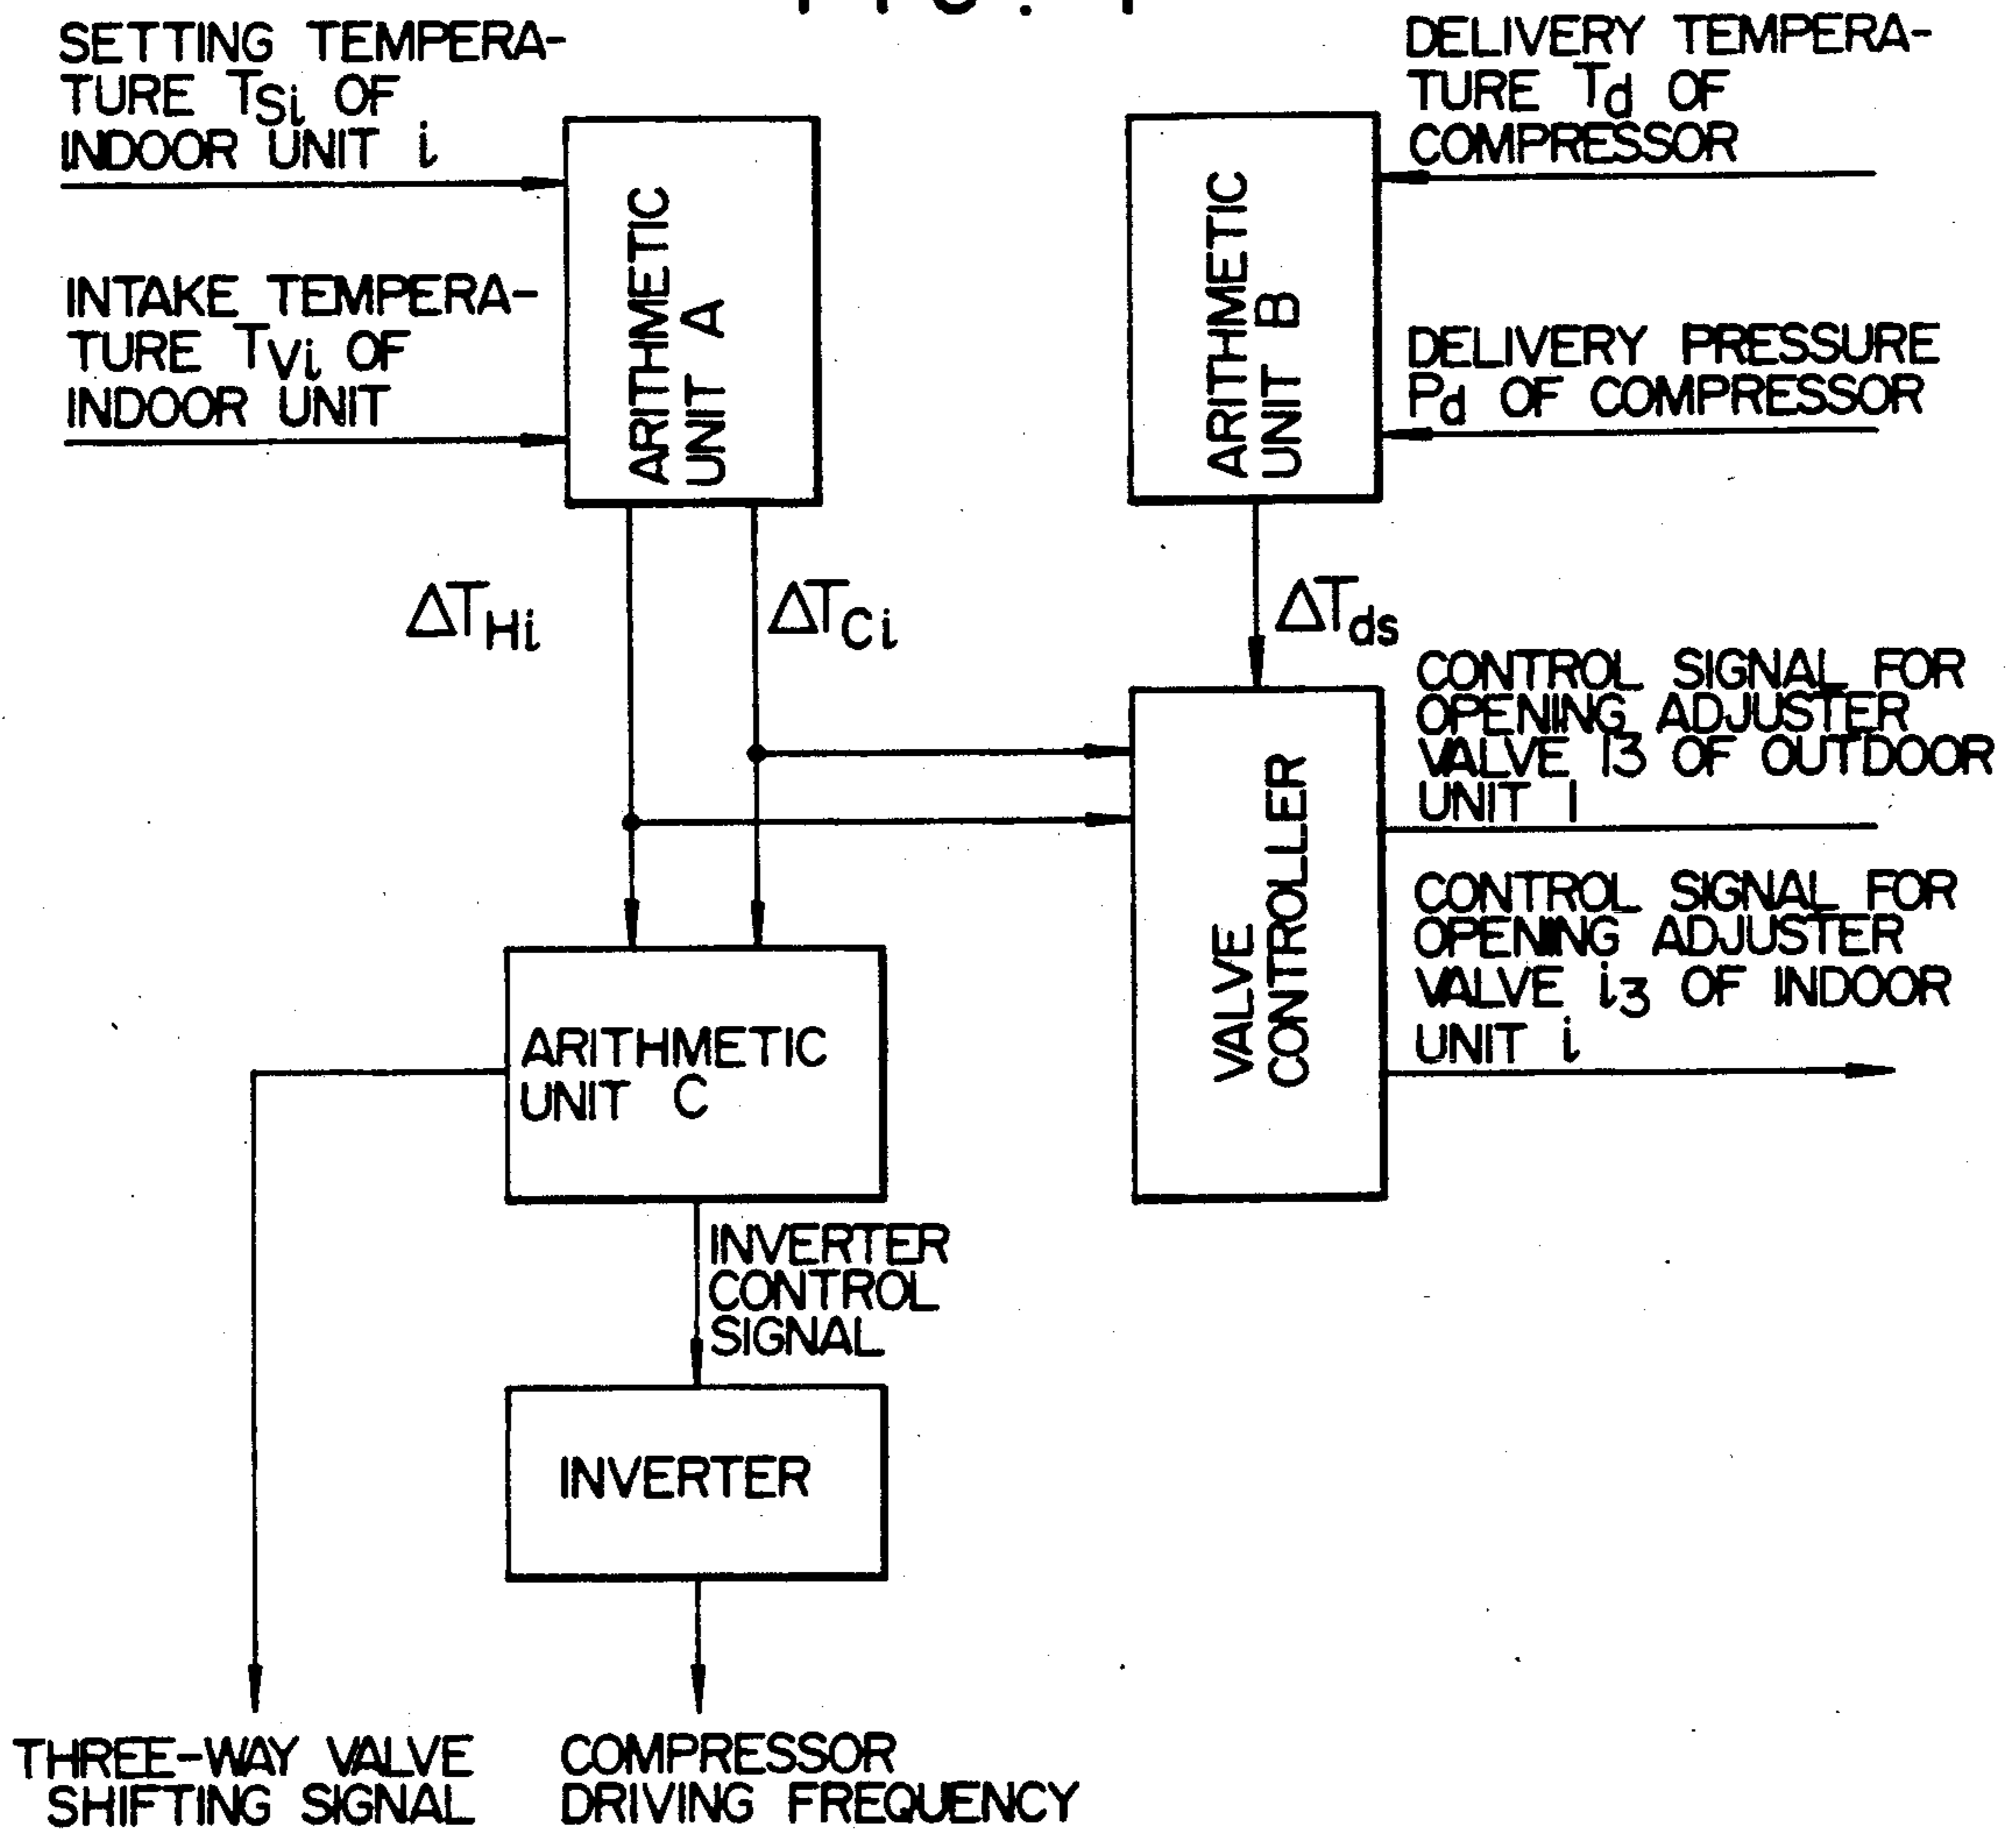 SETTING TEMPERA-
TURE TSi OF
INDOOR UNIT i
INTAKE TEMPERA-
TURE TVi OF
INDOOR UNIT
ARITHMETIC
UNIT A
ARITHMETIC
UNIT B
DELIVERY TEMPERA-
TURE Td OF
COMPRESSOR
DELIVERY PRESSURE
Pd OF COMPRESSOR
ΔTHi
ΔTCi
ΔTds
VALVE
CONTROLLER
CONTROL SIGNAL FOR
OPENING ADJUSTER
VALVE 13 OF OUTDOOR
UNIT 1
CONTROL SIGNAL FOR
OPENING ADJUSTER
VALVE i3 OF INDOOR
UNIT i
ARITHMETIC
UNIT C
INVERTER
CONTROL
SIGNAL
INVERTER
THREE-WAY VALVE
SHIFTING SIGNAL
COMPRESSOR
DRIVING FREQUENCY